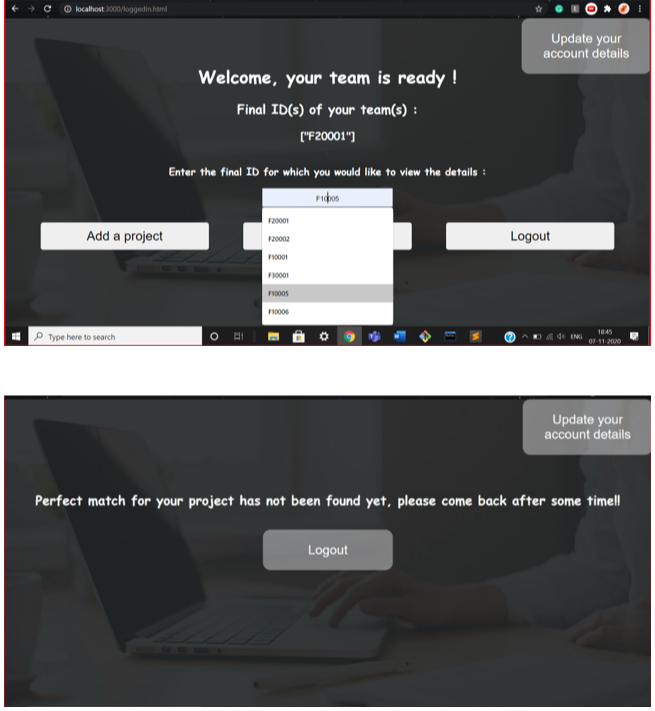 localhost:3000/loggedin.html
Update your
account details
Welcome, your team is ready !
Final ID(s) of your team(s) :
["F20001"]
Enter the final ID for which you would like to view the details :
F10005
F20001
F20002
F10001
F30001
F10005
F10006
Add a project
Logout
Type here to search
ENG
18:45
07-11-2020
Update your
account details
Perfect match for your project has not been found yet, please come back after some time!!
Logout